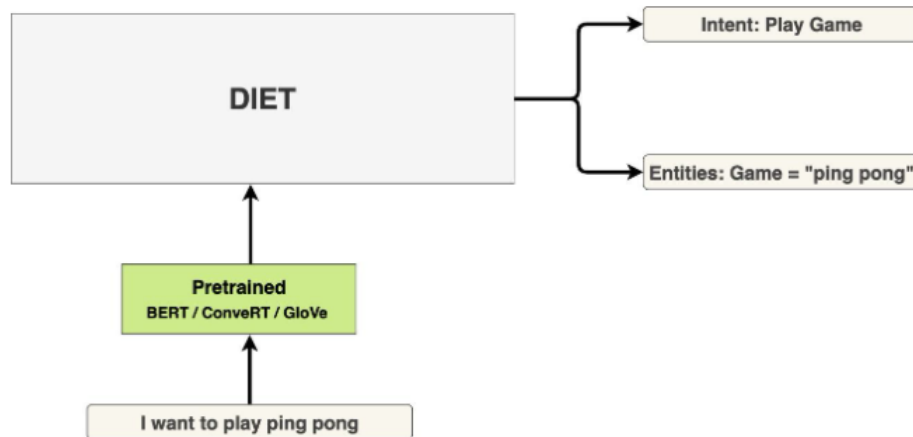 DIET
Intent: Play Game
Entities: Game = "ping pong"
Pretrained
BERT / ConveRT / GloVe
I want to play ping pong